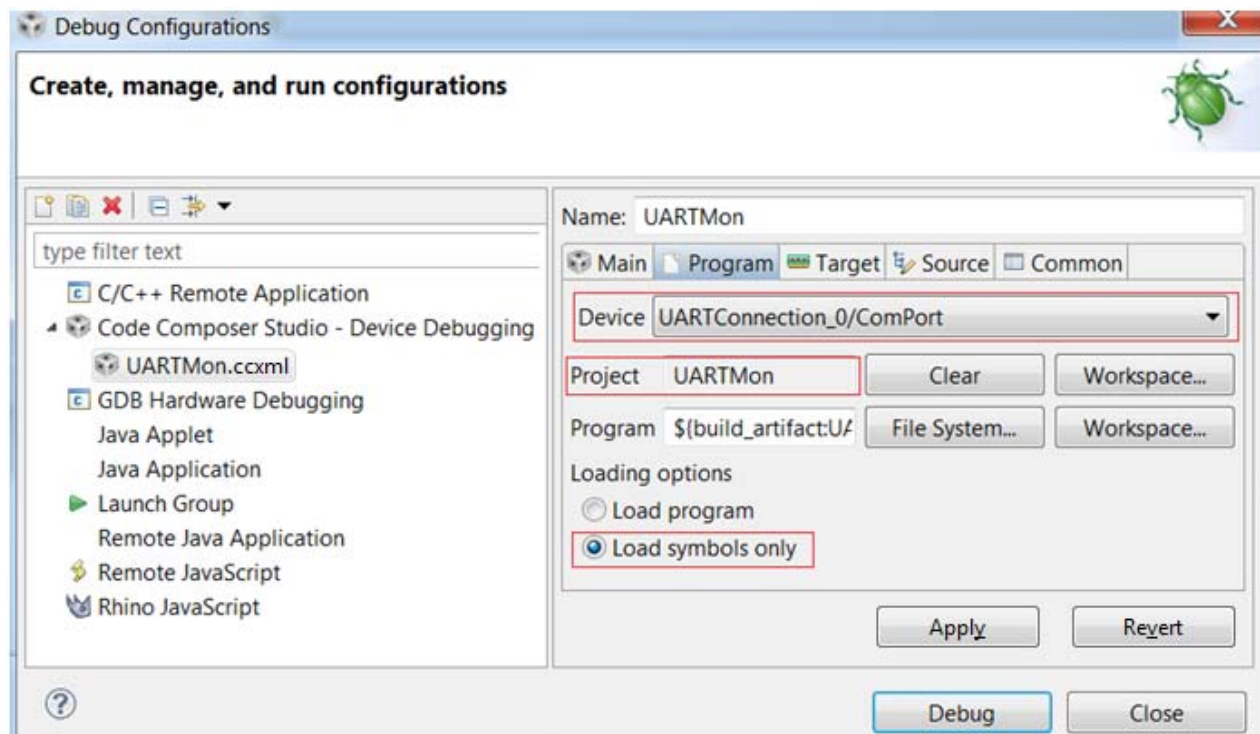 Debug Configurations
X
Create, manage, and run configurations
type filter text
C/C++ Remote Application
Code Composer Studio - Device Debugging
UARTMon.ccxml
GDB Hardware Debugging
Java Applet
Java Application
Launch Group
Remote Java Application
Remote JavaScript
Rhino JavaScript
Name: UARTMon
Main Program Target Source Common
Device UARTConnection_0/ComPort
Project UARTMon Clear Workspace...
Program ${build_artifact:UA File System... Workspace...
Loading options
Load program
Load symbols only
Apply Revert
? Debug Close